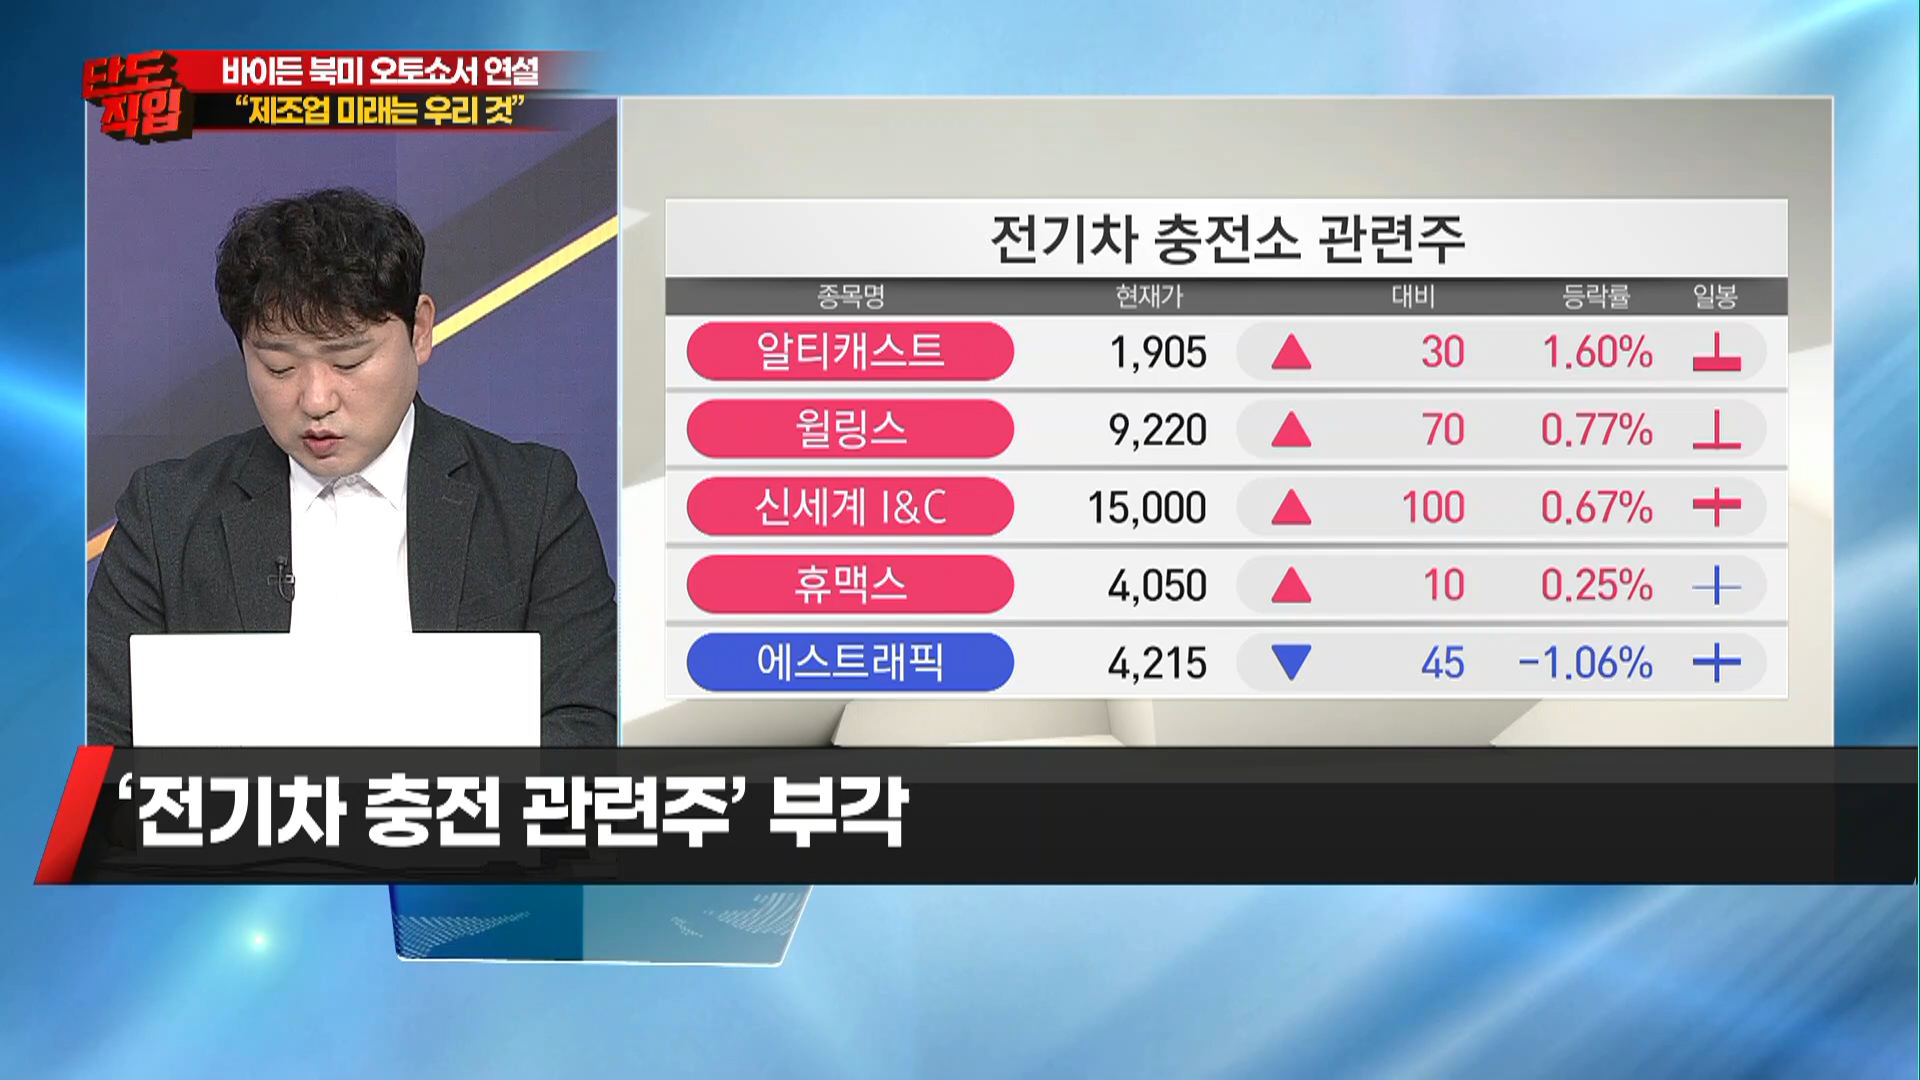 단도
직입
바이든 북미 오토쇼서 연설
“제조업 미래는 우리 것”
전기차 충전소 관련주
종목명 현재가 대비 등락률 일봉
알티캐스트 1,905 ▲ 30 1.60%
윌링스 9,220 ▲ 70 0.77%
신세계 I&C 15,000 ▲ 100 0.67%
휴맥스 4,050 ▲ 10 0.25%
에스트래픽 4,215 ▼ 45 -1.06%
‘전기차 충전 관련주’ 부각